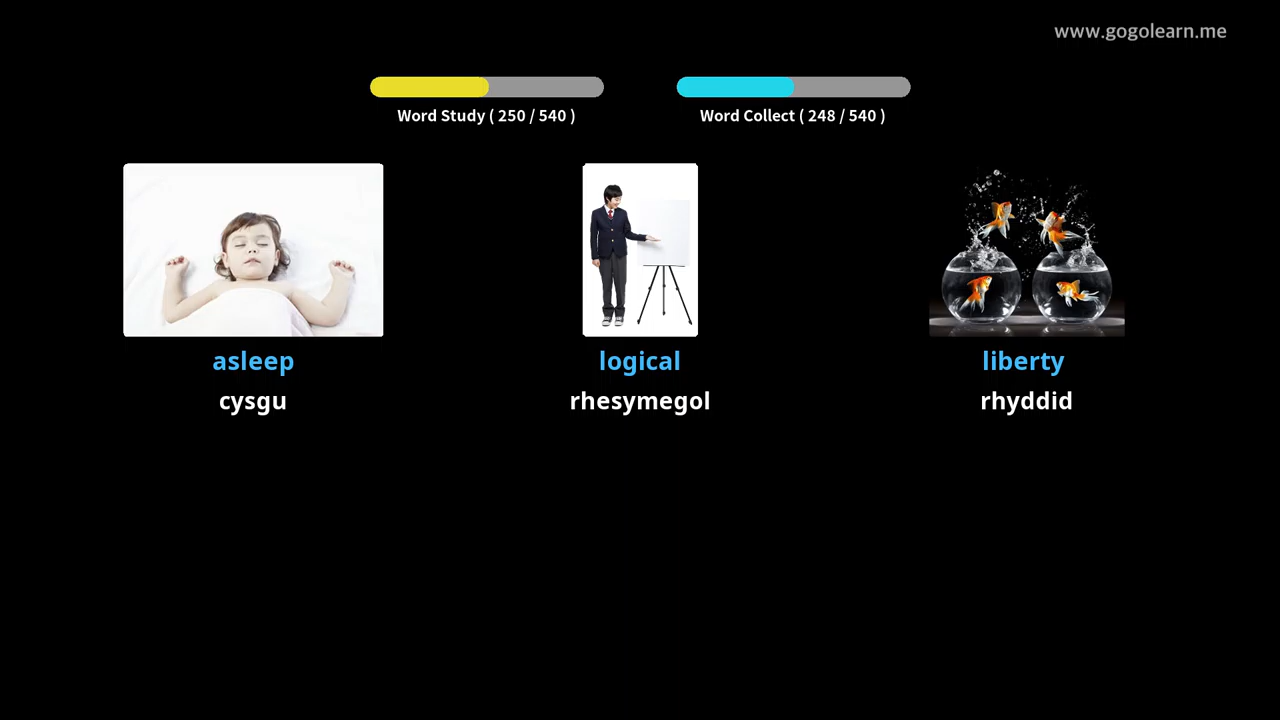 www.gogolearn.me
Word Study ( 250 / 540 )
Word Collect ( 248 / 540 )
asleep
cysgu
logical
rhesymegol
liberty
rhyddid